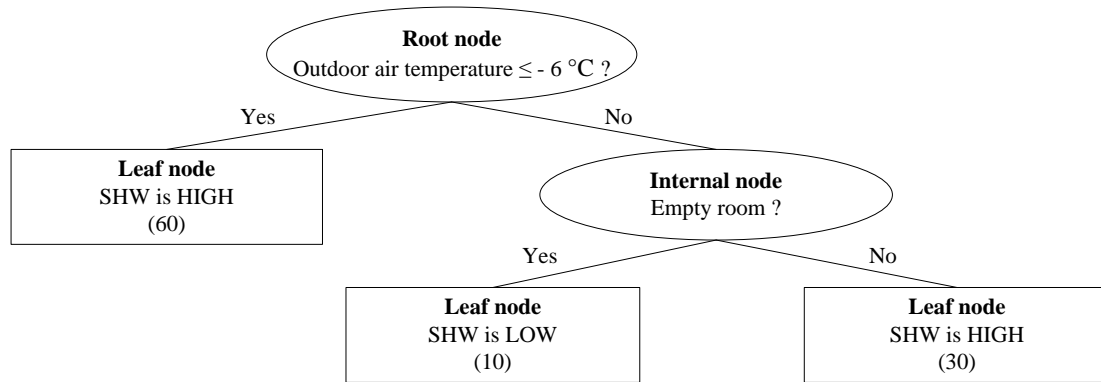 Root node
Outdoor air temperature ≤ - 6 °C ?
Yes
No
Leaf node
SHW is HIGH
(60)
Internal node
Empty room ?
Yes
No
Leaf node
SHW is LOW
(10)
Leaf node
SHW is HIGH
(30)